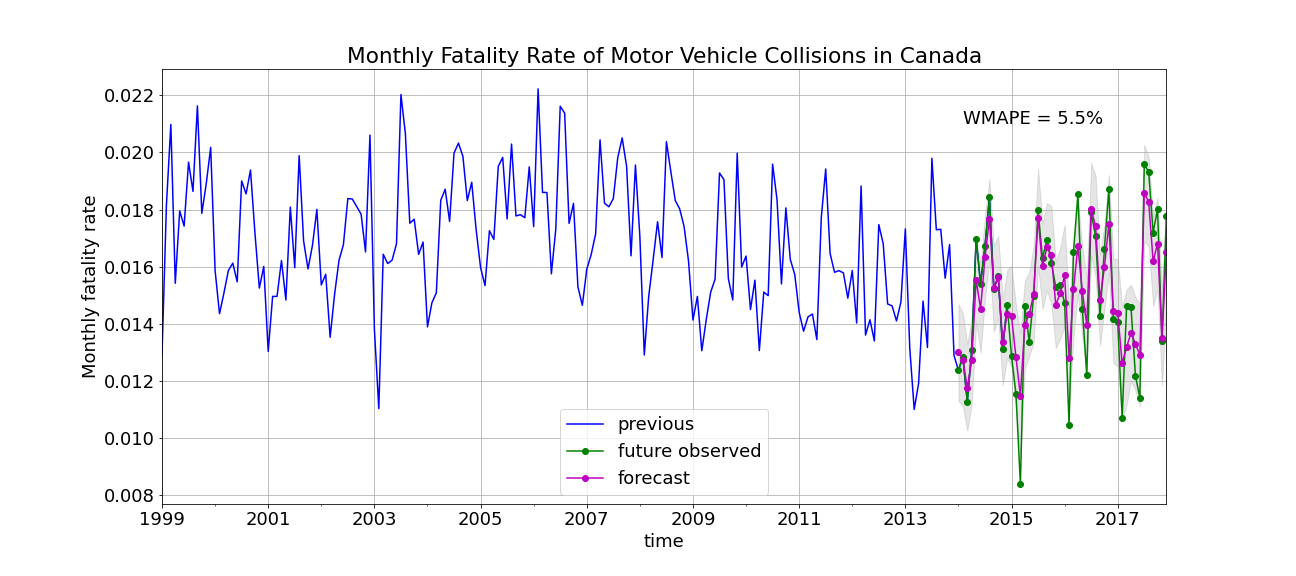 Monthly Fatality Rate of Motor Vehicle Collisions in Canada
WMAPE = 5.5%
Monthly fatality rate
0.022
0.020
0.018
0.016
0.014
0.012
0.010
0.008
previous
future observed
forecast
1999 2001 2003 2005 2007 2009 2011 2013 2015 2017
time